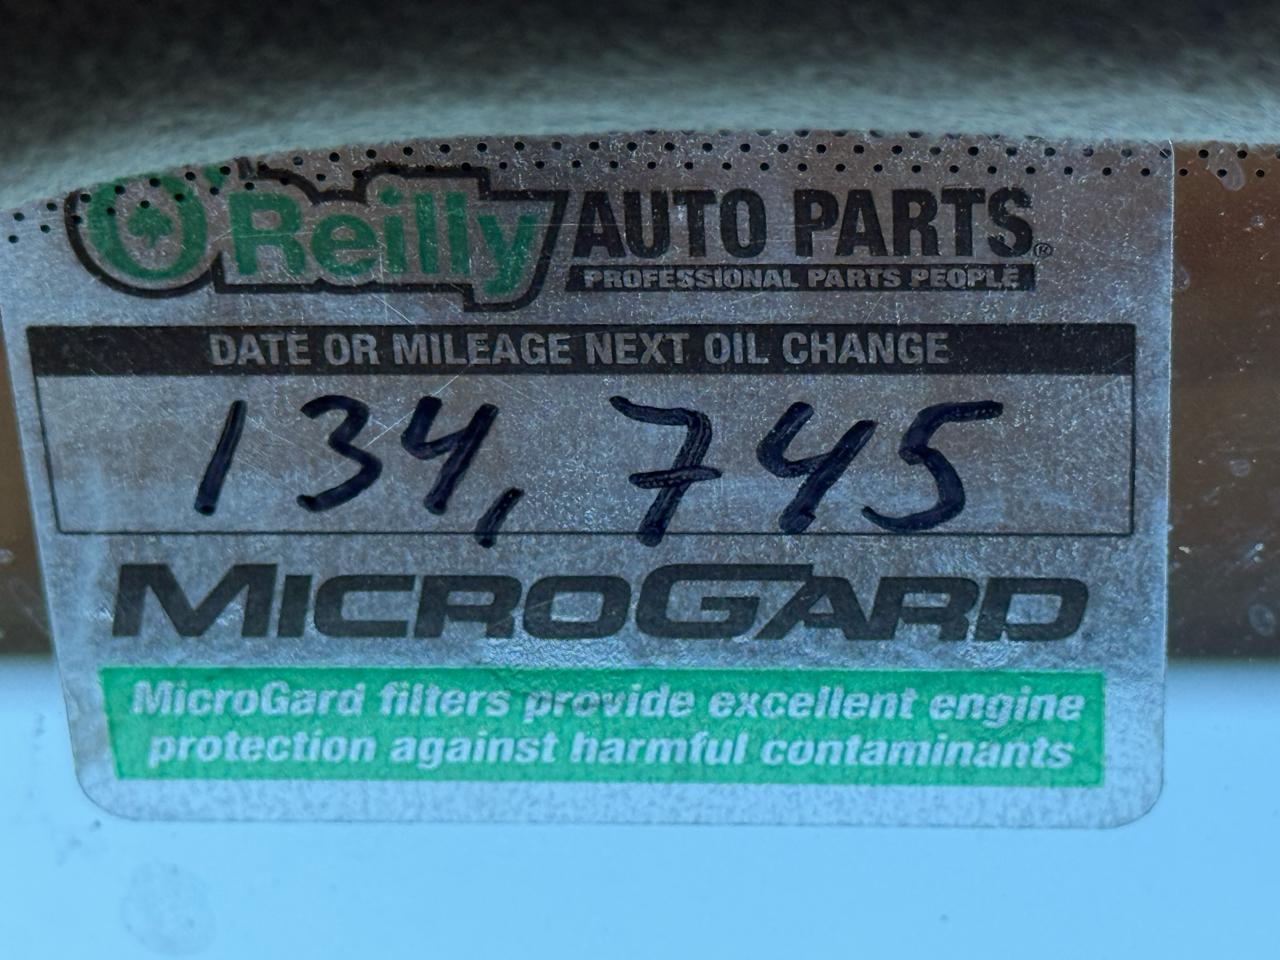 O'Reilly AUTO PARTS®
PROFESSIONAL PARTS PEOPLE
DATE OR MILEAGE NEXT OIL CHANGE
134,745
MICROGARD
MicroGard filters provide excellent engine
protection against harmful contaminants